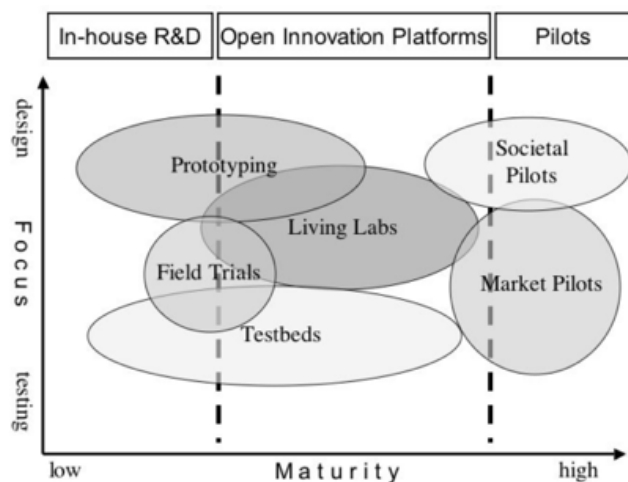 In-house R&D
Open Innovation Platforms
Pilots
design
Focus
testing
Prototyping
Societal
Pilots
Living Labs
Field Trials
Market Pilots
Testbeds
low
Maturity
high